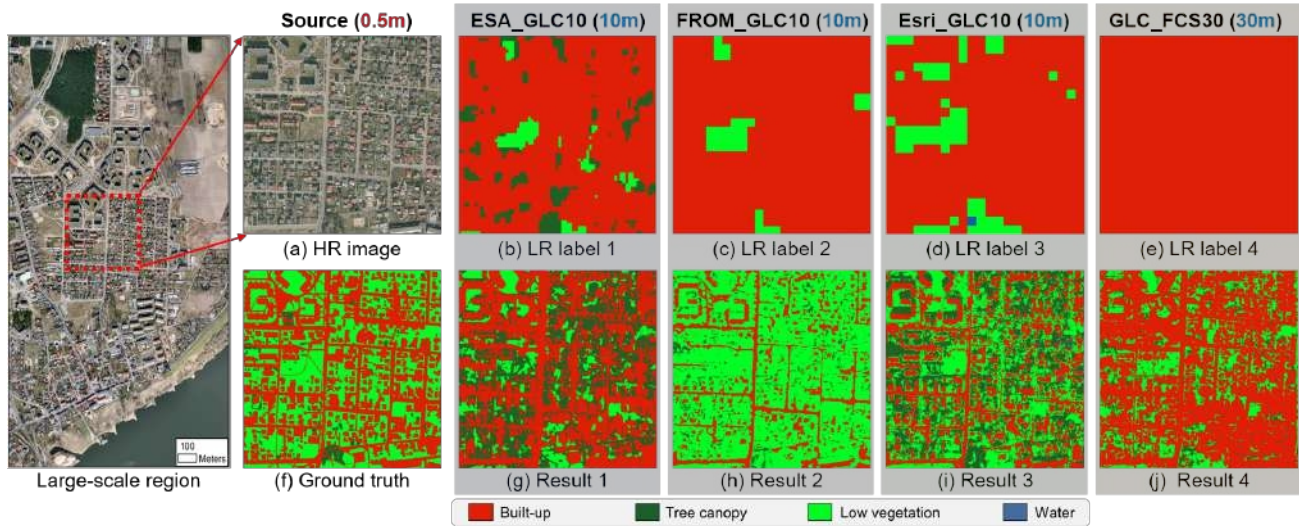 Source (0.5m)
ESA_GLC10 (10m)
FROM_GLC10 (10m)
Esri_GLC10 (10m)
GLC_FCS30 (30m)
(a) HR image
(b) LR label 1
(c) LR label 2
(d) LR label 3
(e) LR label 4
100
Meters
Large-scale region
(f) Ground truth
(g) Result 1
(h) Result 2
(i) Result 3
(j) Result 4
Built-up
Tree canopy
Low vegetation
Water